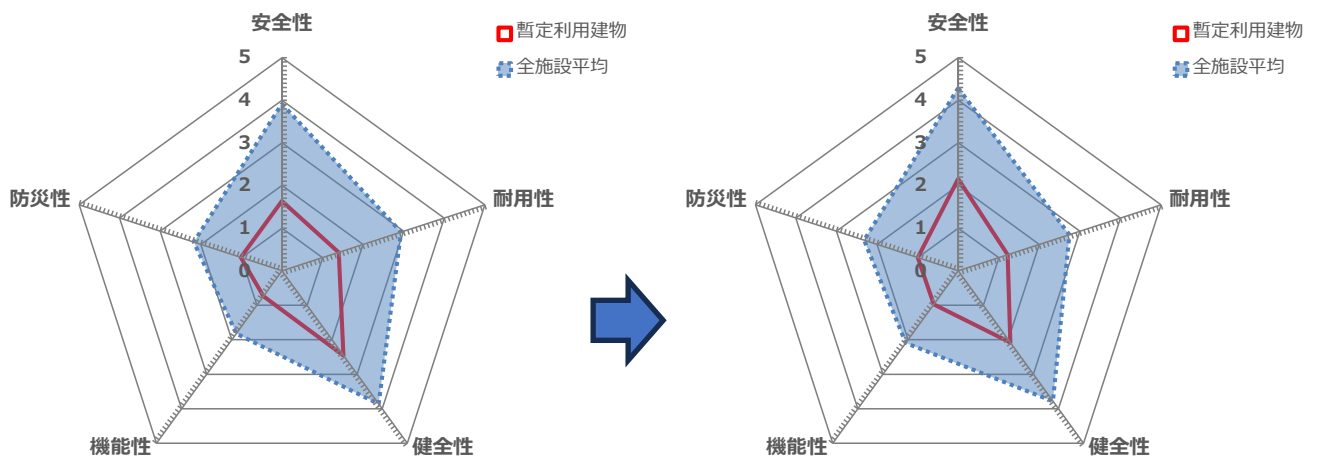 安全性
暫定利用建物
全施設平均
5
4
3
2
1
0
防災性
耐用性
機能性
健全性
安全性
暫定利用建物
全施設平均
5
4
3
2
1
0
防災性
耐用性
機能性
健全性